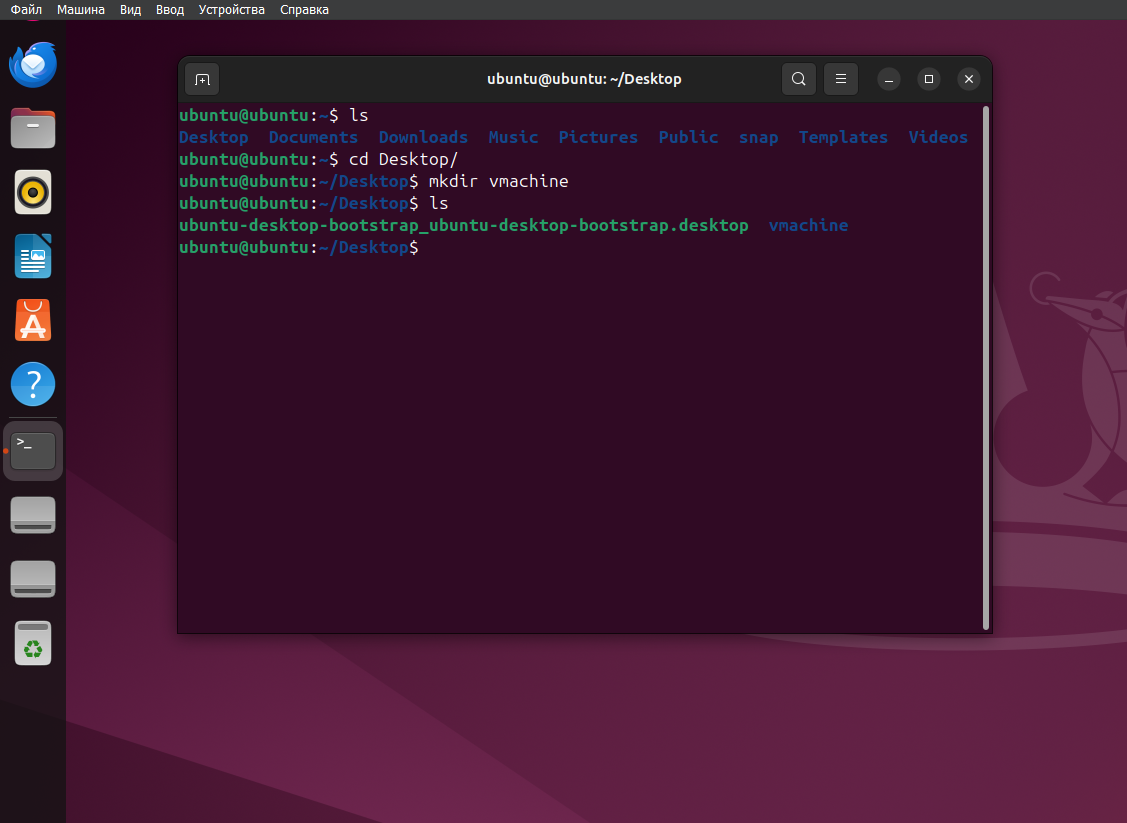 Файл Машина Вид Ввод Устройства Справка
ubuntu@ubuntu: ~/Desktop
ubuntu@ubuntu:~$ ls
Desktop Documents Downloads Music Pictures Public snap Templates Videos
ubuntu@ubuntu:~$ cd Desktop/
ubuntu@ubuntu:~/Desktop$ mkdir vmachine
ubuntu@ubuntu:~/Desktop$ ls
ubuntu-desktop-bootstrap_ubuntu-desktop-bootstrap.desktop vmachine
ubuntu@ubuntu:~/Desktop$